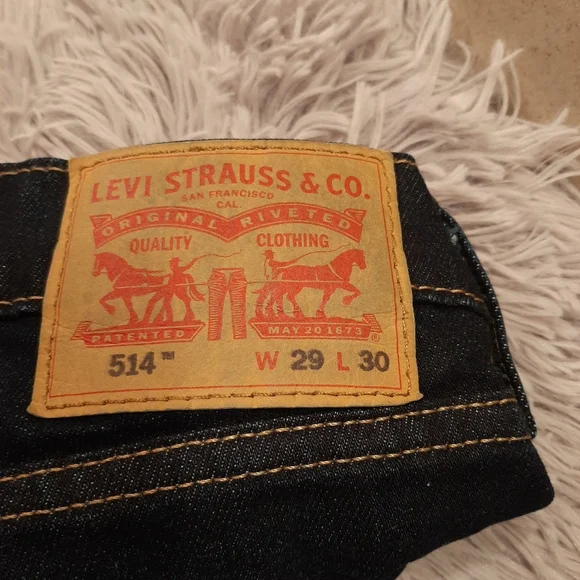 LEVI STRAUSS & CO.
SAN FRANCISCO
CAL
ORIGINAL RIVETED
QUALITY CLOTHING
PATENTED MAY 20 1873 ®
514™ W 29 L 30